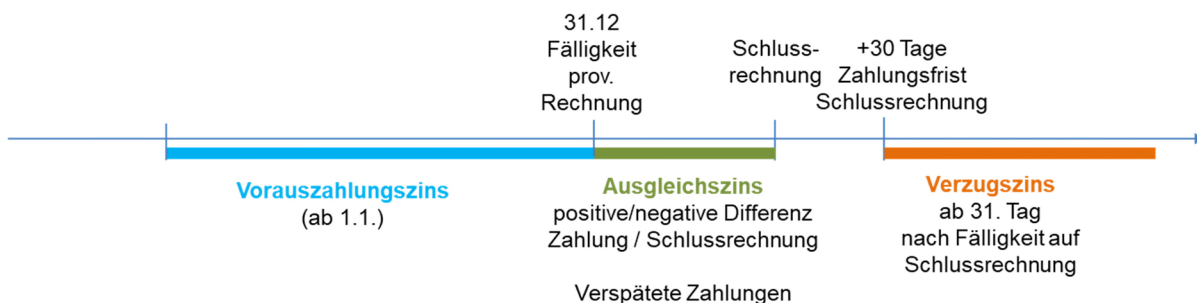 31.12
Fälligkeit
prov.
Rechnung
Schluss-
rechnung
+30 Tage
Zahlungsfrist
Schlussrechnung
Vorauszahlungszins
(ab 1.1.)
Ausgleichszins
positive/negative Differenz
Zahlung / Schlussrechnung
Verspätete Zahlungen
Verzugszins
ab 31. Tag
nach Fälligkeit auf
Schlussrechnung